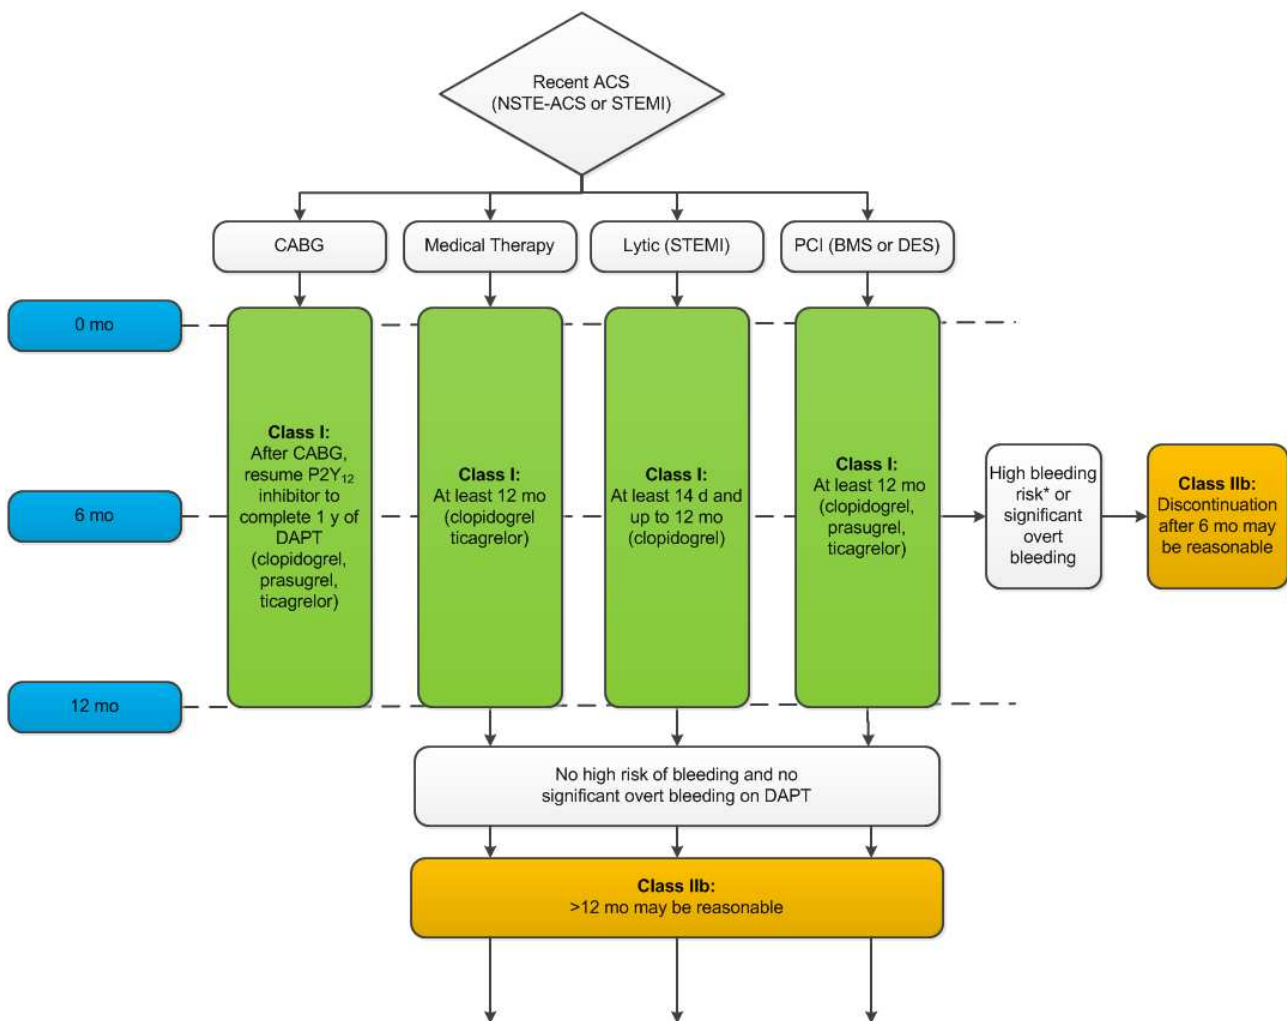 Recent ACS
(NSTE-ACS or STEMI)
CABG
Medical Therapy
Lytic (STEMI)
PCI (BMS or DES)
0 mo
6 mo
12 mo
Class I:
After CABG,
resume P2Y₁₂
inhibitor to
complete 1 y of
DAPT
(clopidogrel,
prasugrel,
ticagrelor)
Class I:
At least 12 mo
(clopidogrel
ticagrelor)
Class I:
At least 14 d and
up to 12 mo
(clopidogrel)
Class I:
At least 12 mo
(clopidogrel,
prasugrel,
ticagrelor)
High bleeding
risk* or
significant
overt
bleeding
Class IIb:
Discontinuation
after 6 mo may
be reasonable
No high risk of bleeding and no
significant overt bleeding on DAPT
Class IIb:
>12 mo may be reasonable